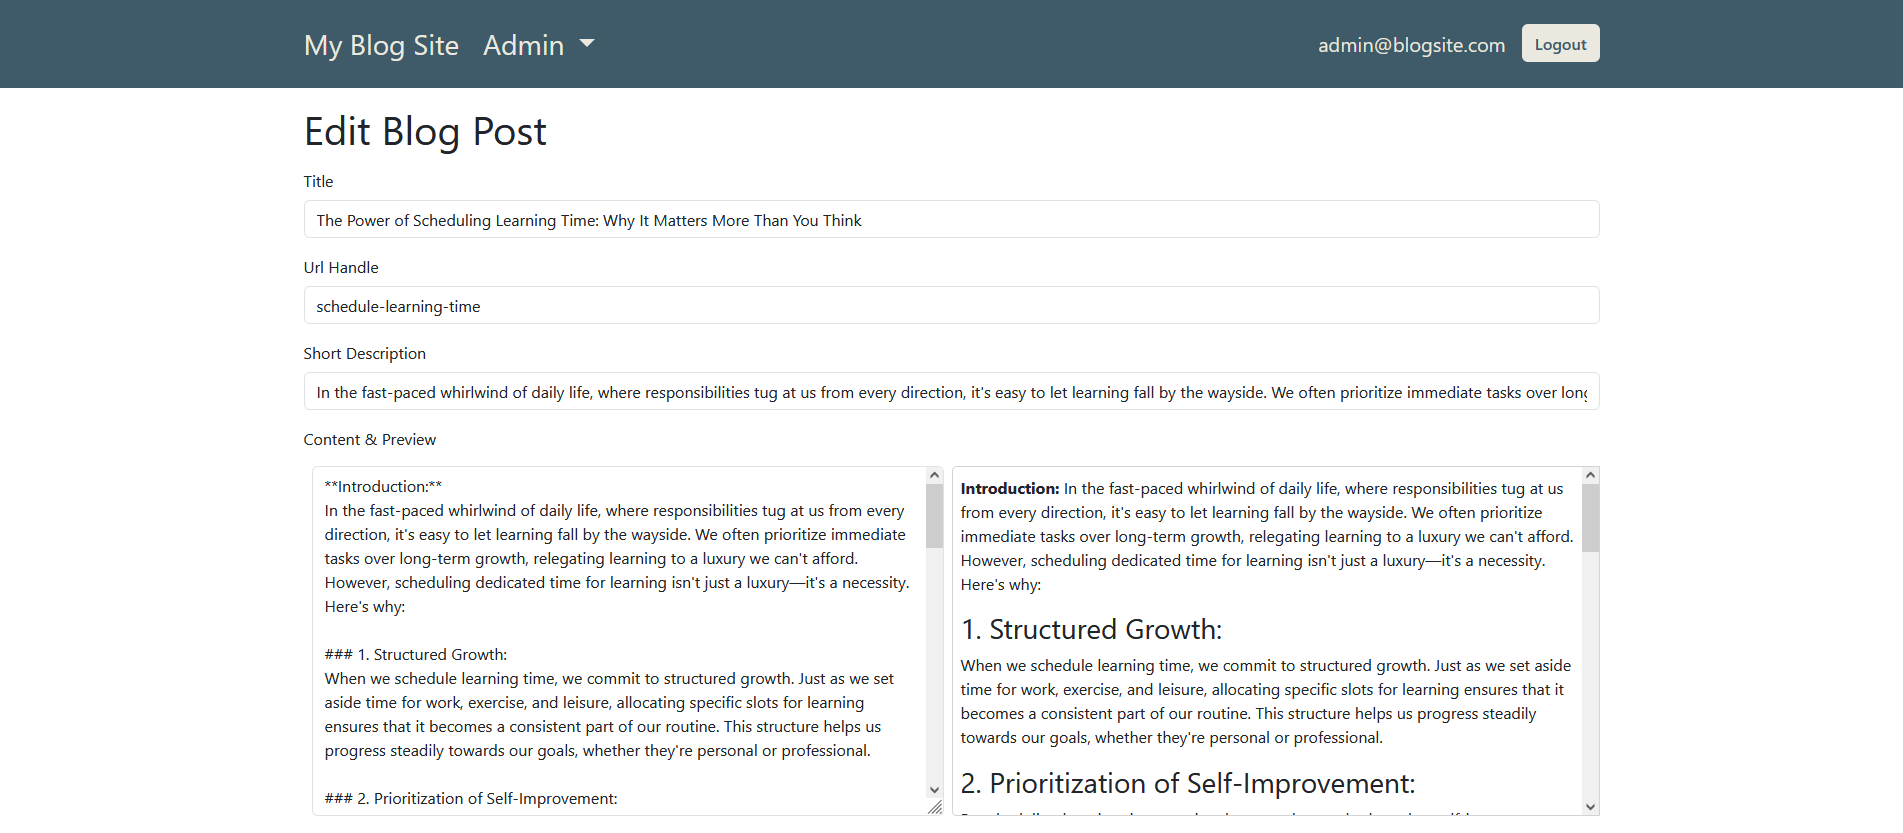 My Blog Site Admin admin@blogsite.com Logout
Edit Blog Post
Title
The Power of Scheduling Learning Time: Why It Matters More Than You Think
Url Handle
schedule-learning-time
Short Description
In the fast-paced whirlwind of daily life, where responsibilities tug at us from every direction, it's easy to let learning fall by the wayside. We often prioritize immediate tasks over long
Content & Preview
**Introduction:**
In the fast-paced whirlwind of daily life, where responsibilities tug at us from every
direction, it's easy to let learning fall by the wayside. We often prioritize immediate
tasks over long-term growth, relegating learning to a luxury we can't afford.
However, scheduling dedicated time for learning isn't just a luxury—it's a necessity.
Here's why:
### 1. Structured Growth:
When we schedule learning time, we commit to structured growth. Just as we set
aside time for work, exercise, and leisure, allocating specific slots for learning
ensures that it becomes a consistent part of our routine. This structure helps us
progress steadily towards our goals, whether they're personal or professional.
### 2. Prioritization of Self-Improvement:
Introduction: In the fast-paced whirlwind of daily life, where responsibilities tug at us
from every direction, it's easy to let learning fall by the wayside. We often prioritize
immediate tasks over long-term growth, relegating learning to a luxury we can't afford.
However, scheduling dedicated time for learning isn't just a luxury—it's a necessity.
Here's why:
1. Structured Growth:
When we schedule learning time, we commit to structured growth. Just as we set aside
time for work, exercise, and leisure, allocating specific slots for learning ensures that it
becomes a consistent part of our routine. This structure helps us progress steadily
towards our goals, whether they're personal or professional.
2. Prioritization of Self-Improvement: